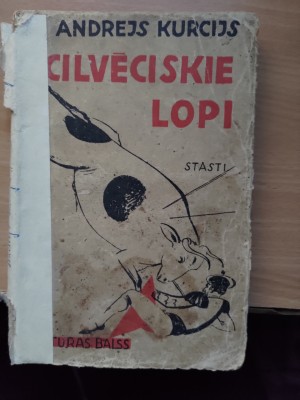 ANDREJS KURCIJS
CILVĒCISKIE
LOPI
STĀSTI
TURAS BALSS